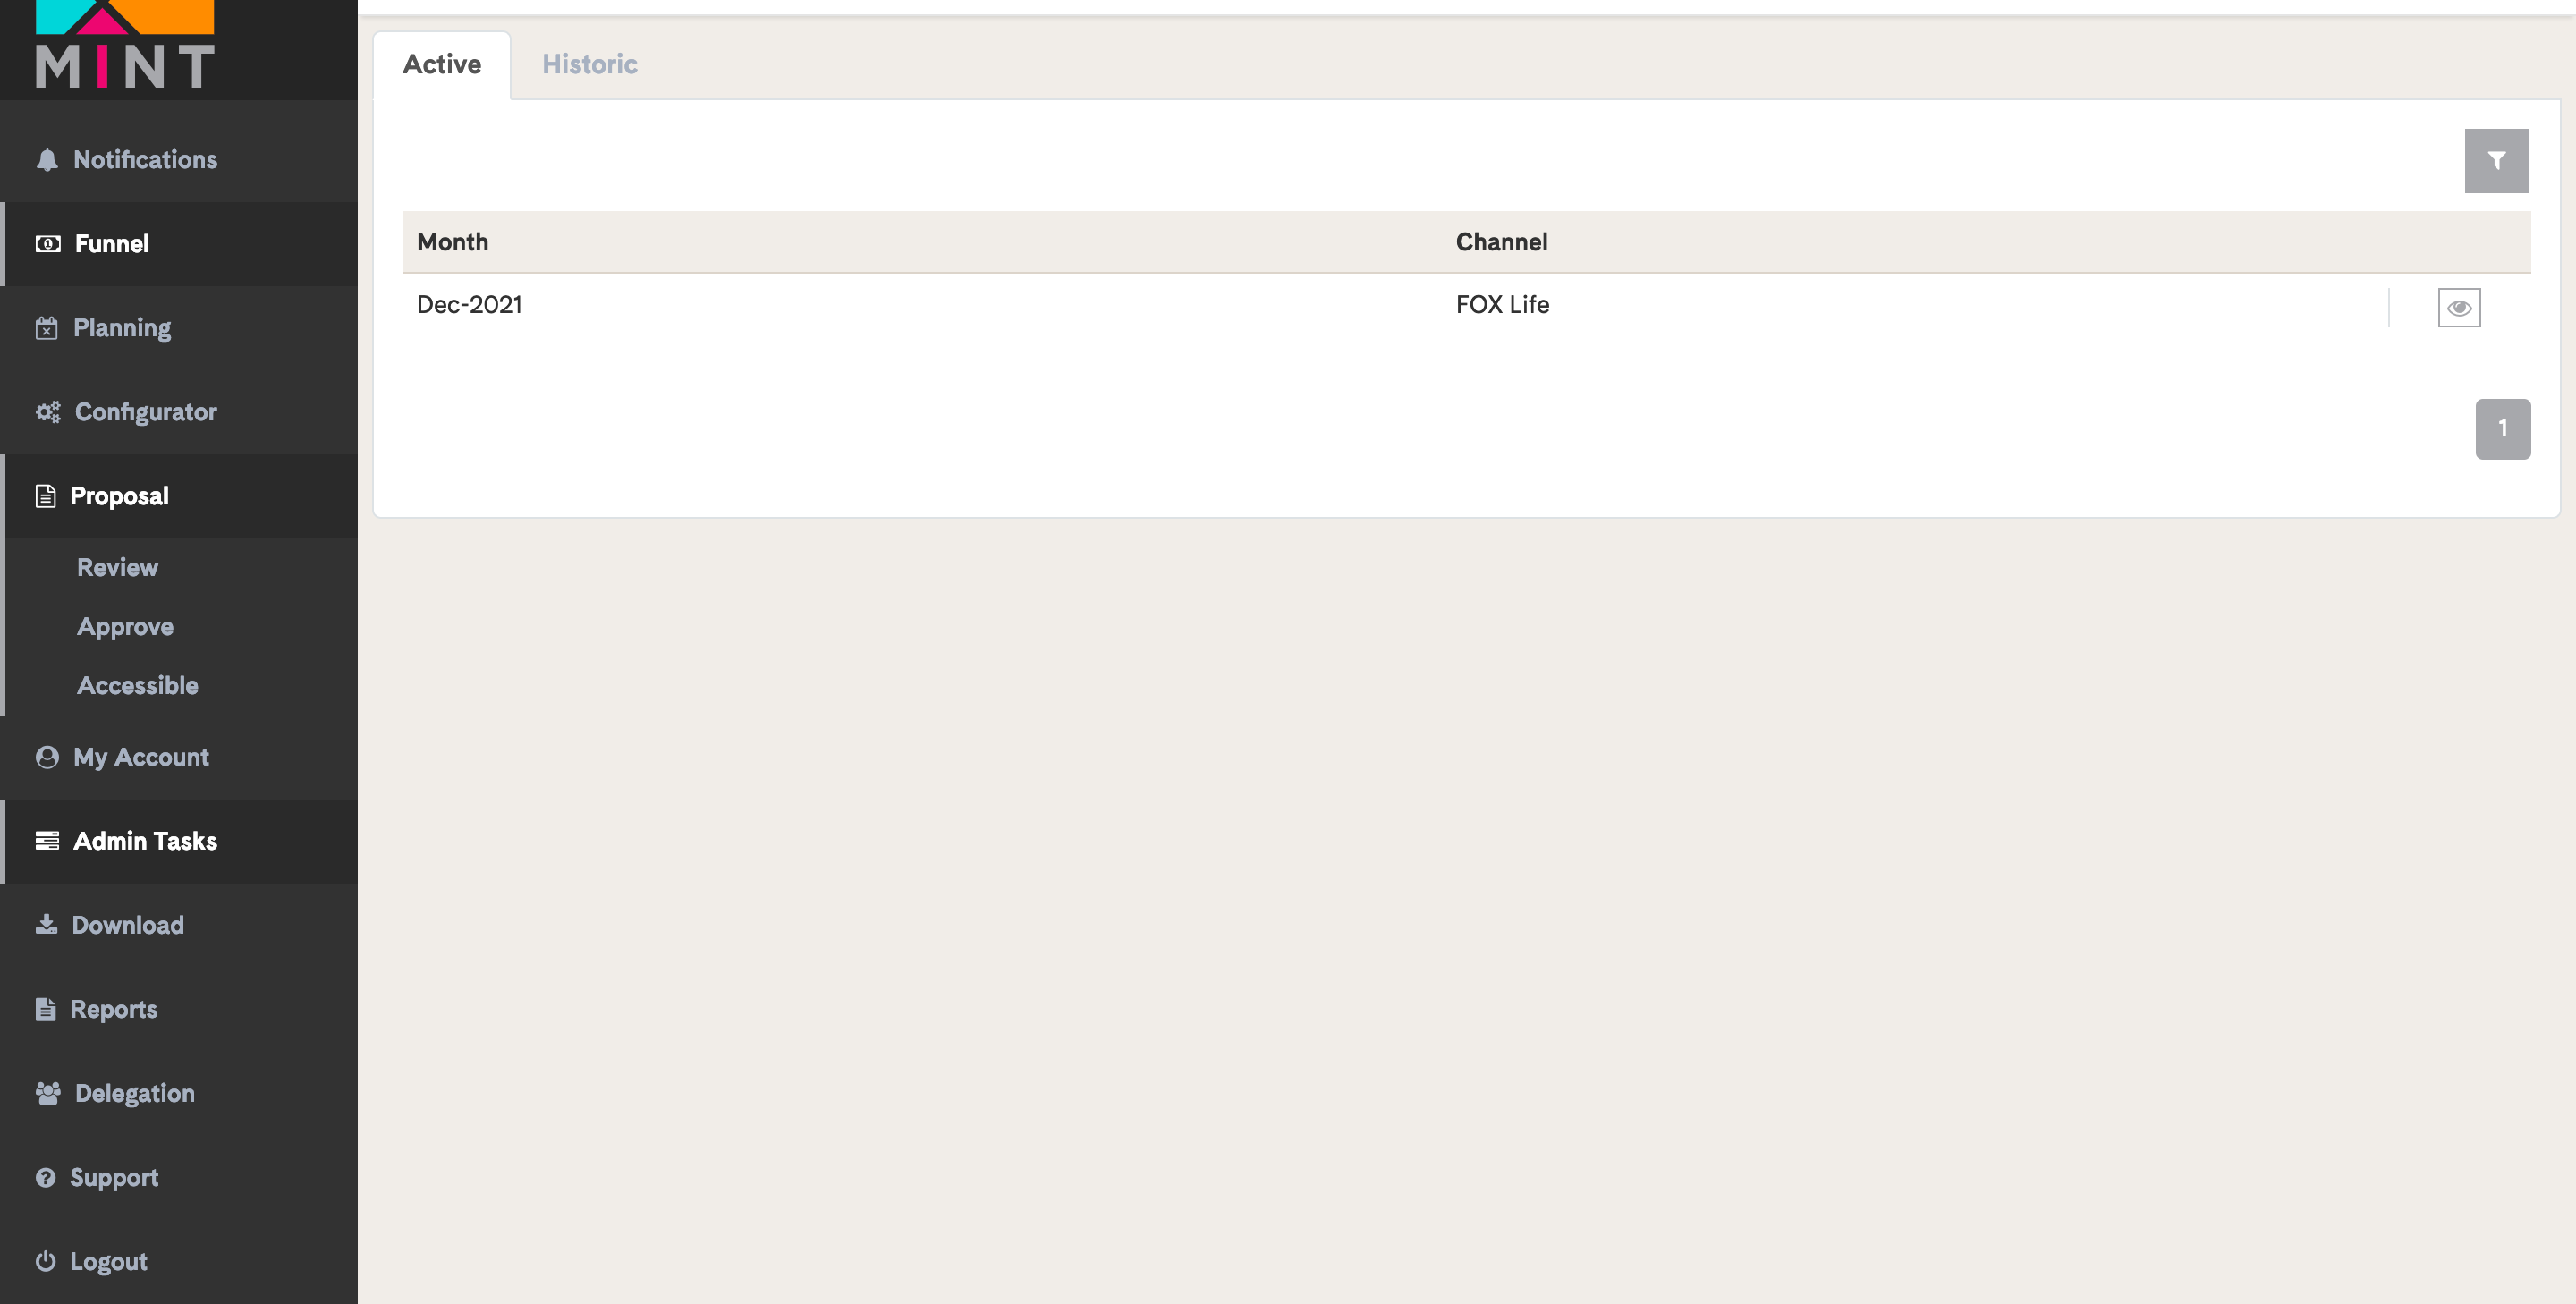 MINT
Notifications
Funnel
Planning
Configurator
Proposal
Review
Approve
Accessible
My Account
Admin Tasks
Download
Reports
Delegation
Support
Logout
Active Historic
Month Channel
Dec-2021 FOX Life
1